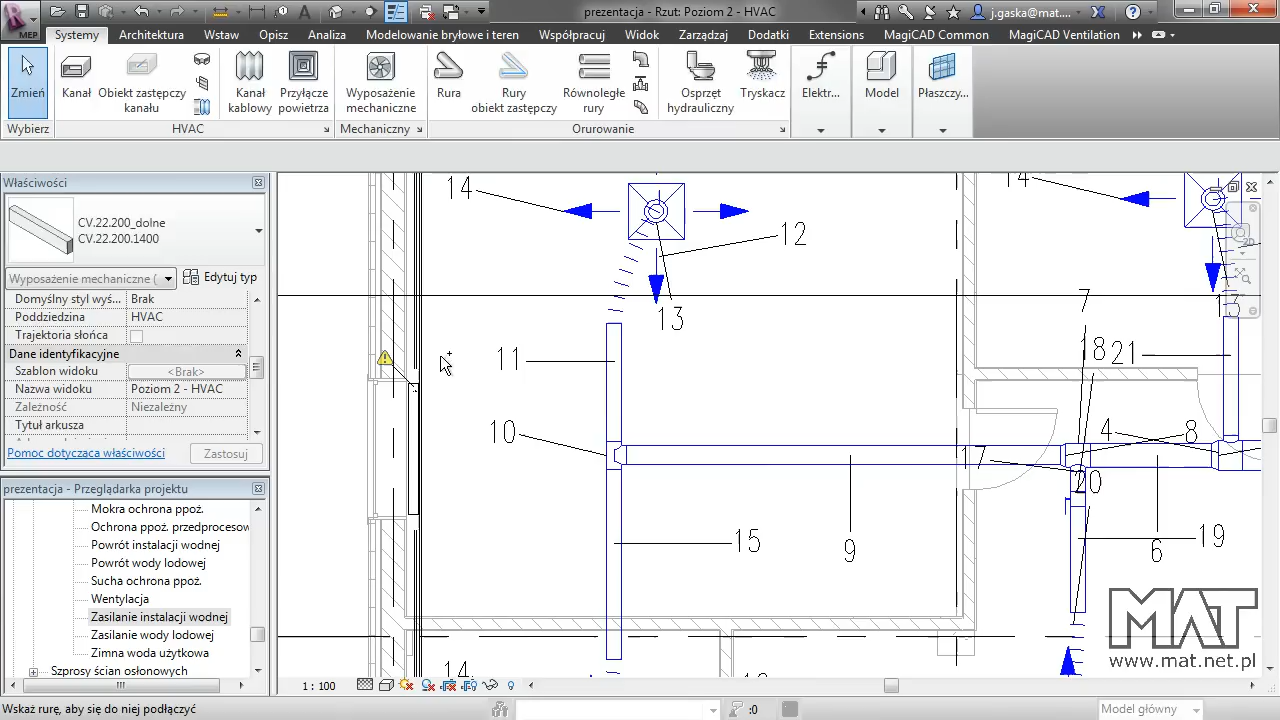 prezentacja - Rzut: Poziom 2 - HVAC
j.gaska@mat....
MEP
Systemy
Architektura
Wstaw
Opisz
Analiza
Modelowanie bryłowe i teren
Współpracuj
Widok
Zarządzaj
Dodatki
Extensions
MagiCAD Common
MagiCAD Ventilation
Zmień
Kanał
Obiekt zastępczy
kanału
Kanał
kablowy
Przyłącze
powietrza
Wyposażenie
mechaniczne
Rura
Rury
obiekt zastępczy
Równoległe
rury
Osprzęt
hydrauliczny
Tryskacz
Elektr...
Model
Płaszczy...
Wybierz
HVAC
Mechaniczny
Orurowanie
Właściwości
CV.22.200_dolne
CV.22.200.1400
Wyposażenie mechaniczne (
Edytuj typ
Domyślny styl wyś...
Brak
Poddziedzina
HVAC
Trajektoria słońca
Dane identyfikacyjne
Szablon widoku
<Brak>
Nazwa widoku
Poziom 2 - HVAC
Zależność
Niezależny
Tytuł arkusza
Pomoc dotycząca właściwości
Zastosuj
prezentacja - Przeglądarka projektu
Mokra ochrona ppoż.
Ochrona ppoż. przedprocesow
Powrót instalacji wodnej
Powrót wody lodowej
Sucha ochrona ppoż.
Wentylacja
Zasilanie instalacji wodnej
Zasilanie wody lodowej
Zimna woda użytkowa
Szprosy ścian osłonowych
14
12
13
11
10
15
9
14
14
13
7
18
21
4
8
17
20
19
6
MAT
www.mat.net.pl
1 : 100
Wskaż rurę, aby się do niej podłączyć
:0
Model główny